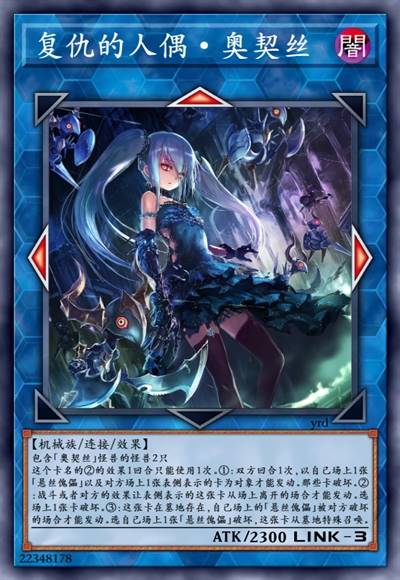 复仇的人偶·奥契丝
闇
yrd
【机械族/连接/效果】
包含「奥契丝」怪兽的怪兽2只
这个卡名的②的效果1回合只能使用1次。①：双方回合1次，以自己场上1张
「悬丝傀儡」以及对方场上1张表侧表示的卡为对象才能发动。那些卡破坏。②
：战斗或者对方的效果让表侧表示的这张卡从场上离开的场合才能发动。选
场上1张卡破坏。③：这张卡在墓地存在，自己场上的「悬丝傀儡」被对方破坏
的场合才能发动。选自己场上1张「悬丝傀儡」破坏，这张卡从墓地特殊召唤。
ATK/2300 LINK-3
22348178